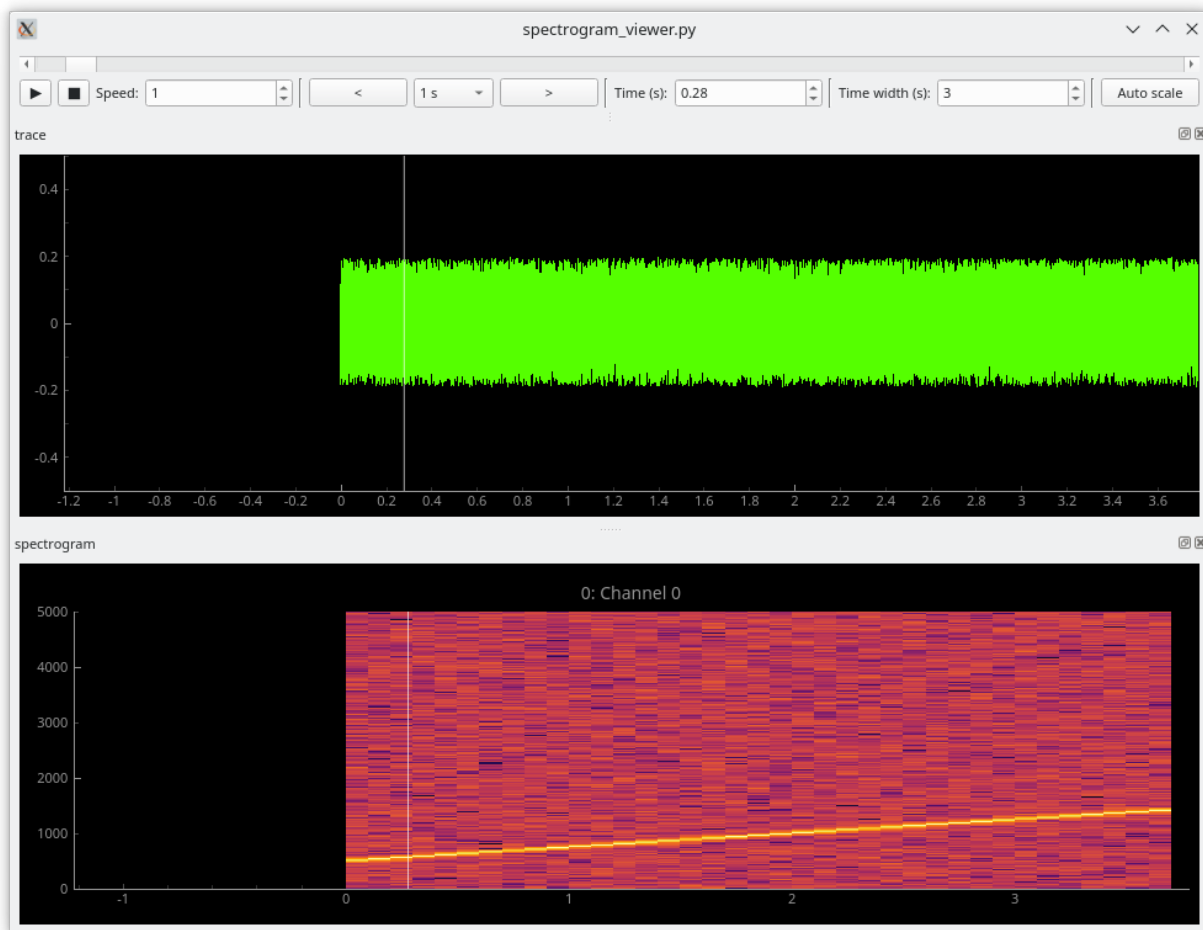 spectrogram_viewer.py
Speed: 1 < 1 s > Time (s): 0.28 Time width (s): 3 Auto scale
trace
0.4
0.2
0
-0.2
-0.4
-1.2 -1 -0.8 -0.6 -0.4 -0.2 0 0.2 0.4 0.6 0.8 1 1.2 1.4 1.6 1.8 2 2.2 2.4 2.6 2.8 3 3.2 3.4 3.6
spectrogram
0: Channel 0
5000
4000
3000
2000
1000
0
-1 0 1 2 3